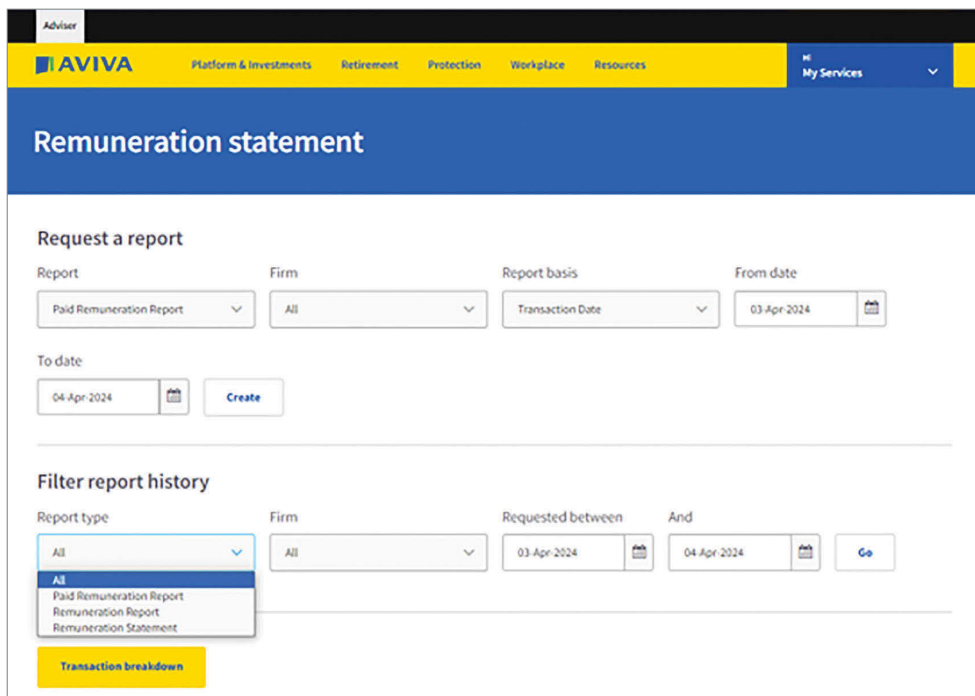 Adviser
AVIVA
Platform & Investments
Retirement
Protection
Workplace
Resources
Hi
My Services
Remuneration statement
Request a report
Report
Firm
Report basis
From date
Paid Remuneration Report
All
Transaction Date
03-Apr-2024
To date
04-Apr-2024
Create
Filter report history
Report type
Firm
Requested between
And
All
All
03-Apr-2024
04-Apr-2024
Go
All
Paid Remuneration Report
Remuneration Report
Remuneration Statement
Transaction breakdown